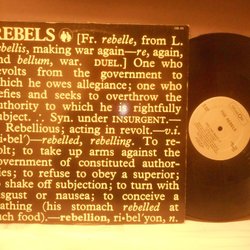 REBELS [Fr. rebelle, from L.
rebellis, making war again—re, again,
and bellum, war. DUEL.] One who
revolts from the government to
which he owes allegiance; one who
defies and seeks to overthrow the
authority to which he is rightfully
subject. ∴ Syn. under INSURGENT.—
Rebellious; acting in revolt.—v.i.
(ri·bel′)—rebelled, rebelling. To re-
volt; to take up arms against the
government of constituted author-
ities; to refuse to obey a superior;
to shake off subjection; to turn with
disgust or nausea; to conceive a
loathing (his stomach rebelled at
such food).—rebellion, ri·bel′yon, n.
THE REBELS